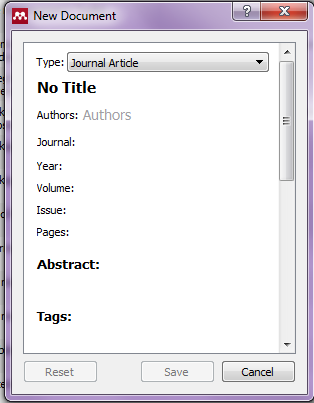 New Document
Type: Journal Article
No Title
Authors: Authors
Journal:
Year:
Volume:
Issue:
Pages:
Abstract:
Tags:
Reset Save Cancel